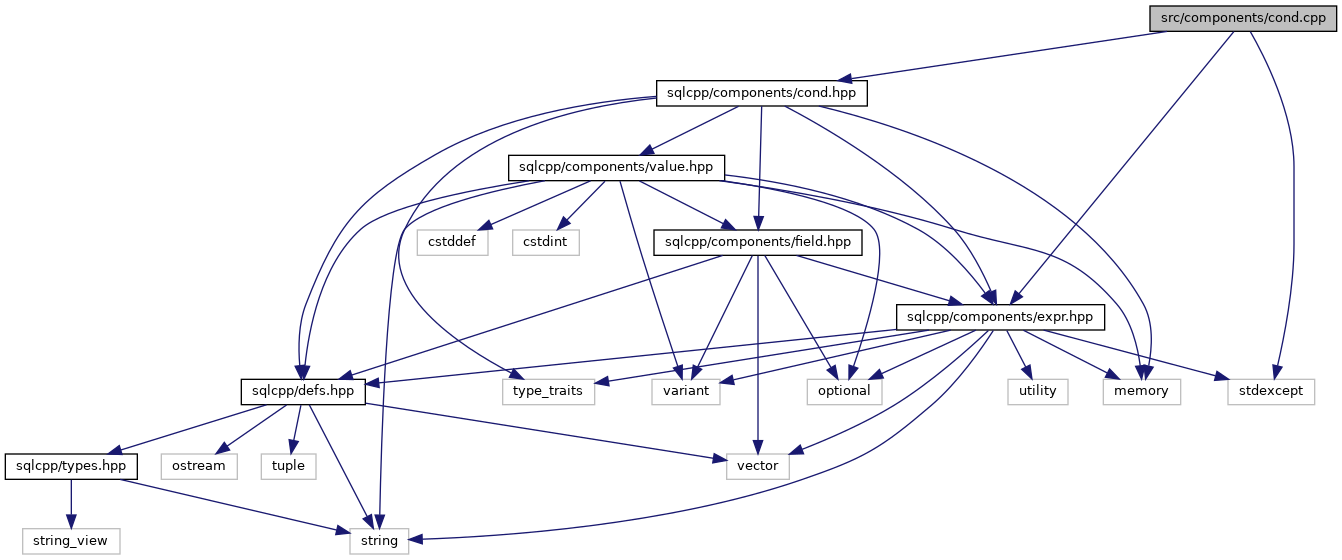 src/components/cond.cpp
sqlcpp/components/cond.hpp
sqlcpp/components/value.hpp
cstddef
cstdint
sqlcpp/components/field.hpp
sqlcpp/components/expr.hpp
sqlcpp/defs.hpp
type_traits
variant
optional
utility
memory
stdexcept
sqlcpp/types.hpp
ostream
tuple
vector
string_view
string